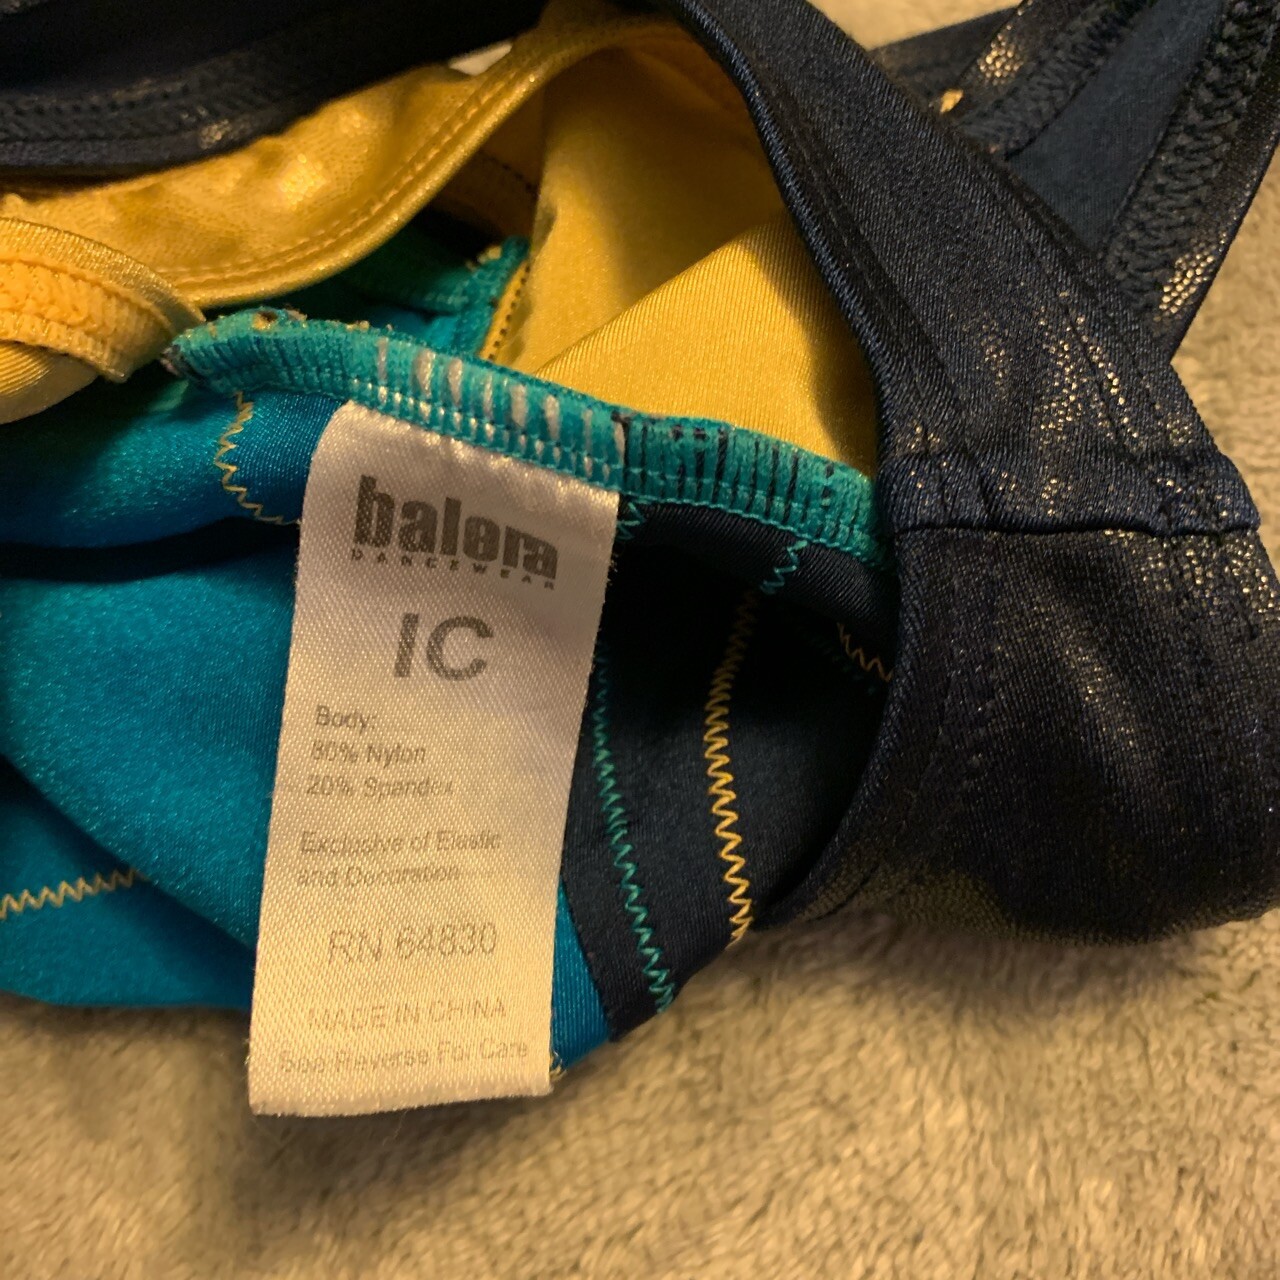 balera
DANCEWEAR
IC
Body:
80% Nylon
20% Spandex
Exclusive of Elastic
and Decoration
RN 64830
MADE IN CHINA
See Reverse For Care